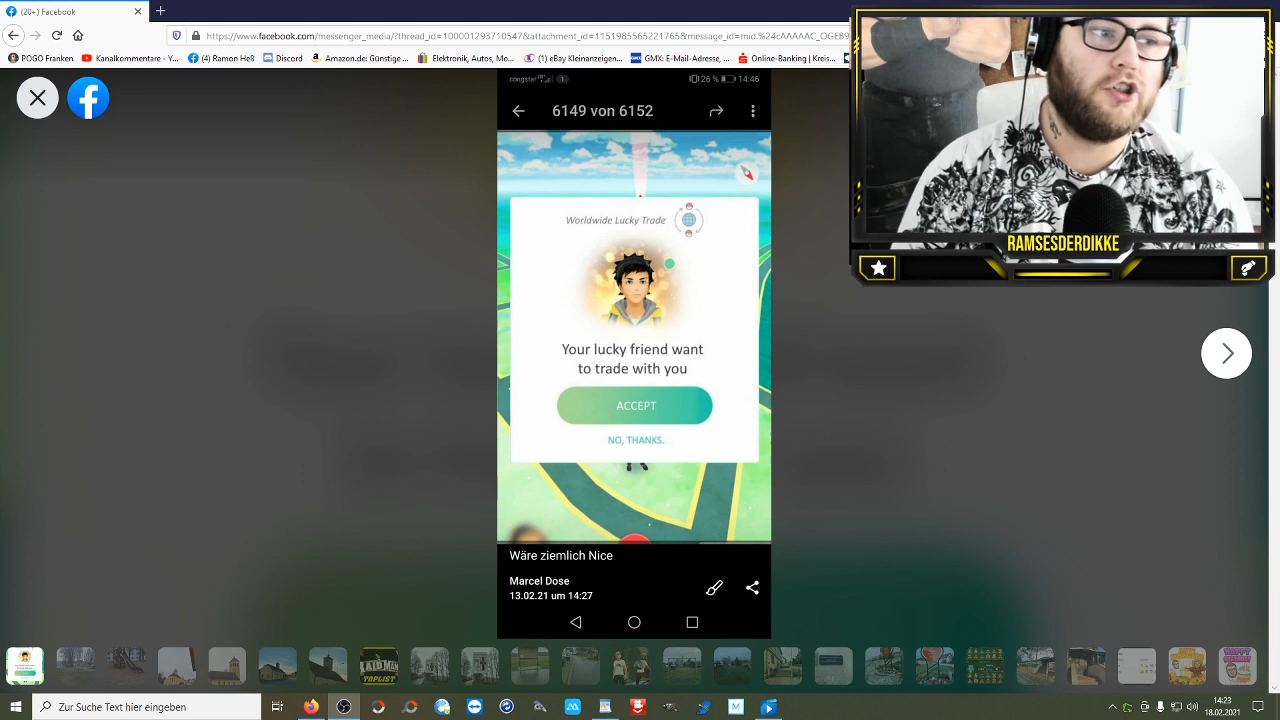 (20+) Facebook
https://www.facebook.com/messenger_media/?thread_id=100001293710547&attachment_id=1151985565221765&message_id=mid.%24cAAAAAC_OGEB9
POGO Franken
Kanalkommentare - Y...
(4) Ramon Heß
Discord
Amazon.de: Günstige ...
Elektronik, Autos, Mo...
(1) eBay Kleinanzeigen...
GMX: E-Mail-Adresse, ...
Online-Banking | Kreis...
congstar
1
26 %
14:46
6149 von 6152
Worldwide Lucky Trade
Your lucky friend want
to trade with you
ACCEPT
NO, THANKS.
Wäre ziemlich Nice
Marcel Dose
13.02.21 um 14:27
RAMSESDERDIKKE
RAID MAN
TOPLIST
Zur Suche Text hier eingeben
14:23
18.02.2021